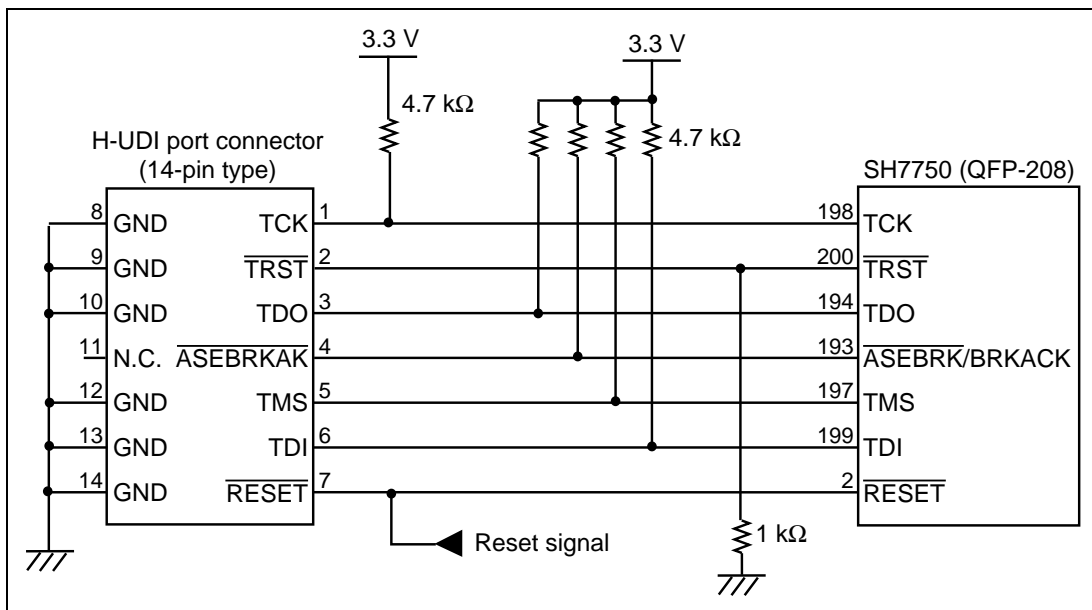 3.3 V
3.3 V
4.7 kΩ
4.7 kΩ
H-UDI port connector
(14-pin type)
SH7750 (QFP-208)
8 GND TCK 1 198 TCK
9 GND TRST 2 200 TRST
10 GND TDO 3 194 TDO
11 N.C. ASEBRKAK 4 193 ASEBRK/BRKACK
12 GND TMS 5 197 TMS
13 GND TDI 6 199 TDI
14 GND RESET 7 2 RESET
Reset signal
1 kΩ